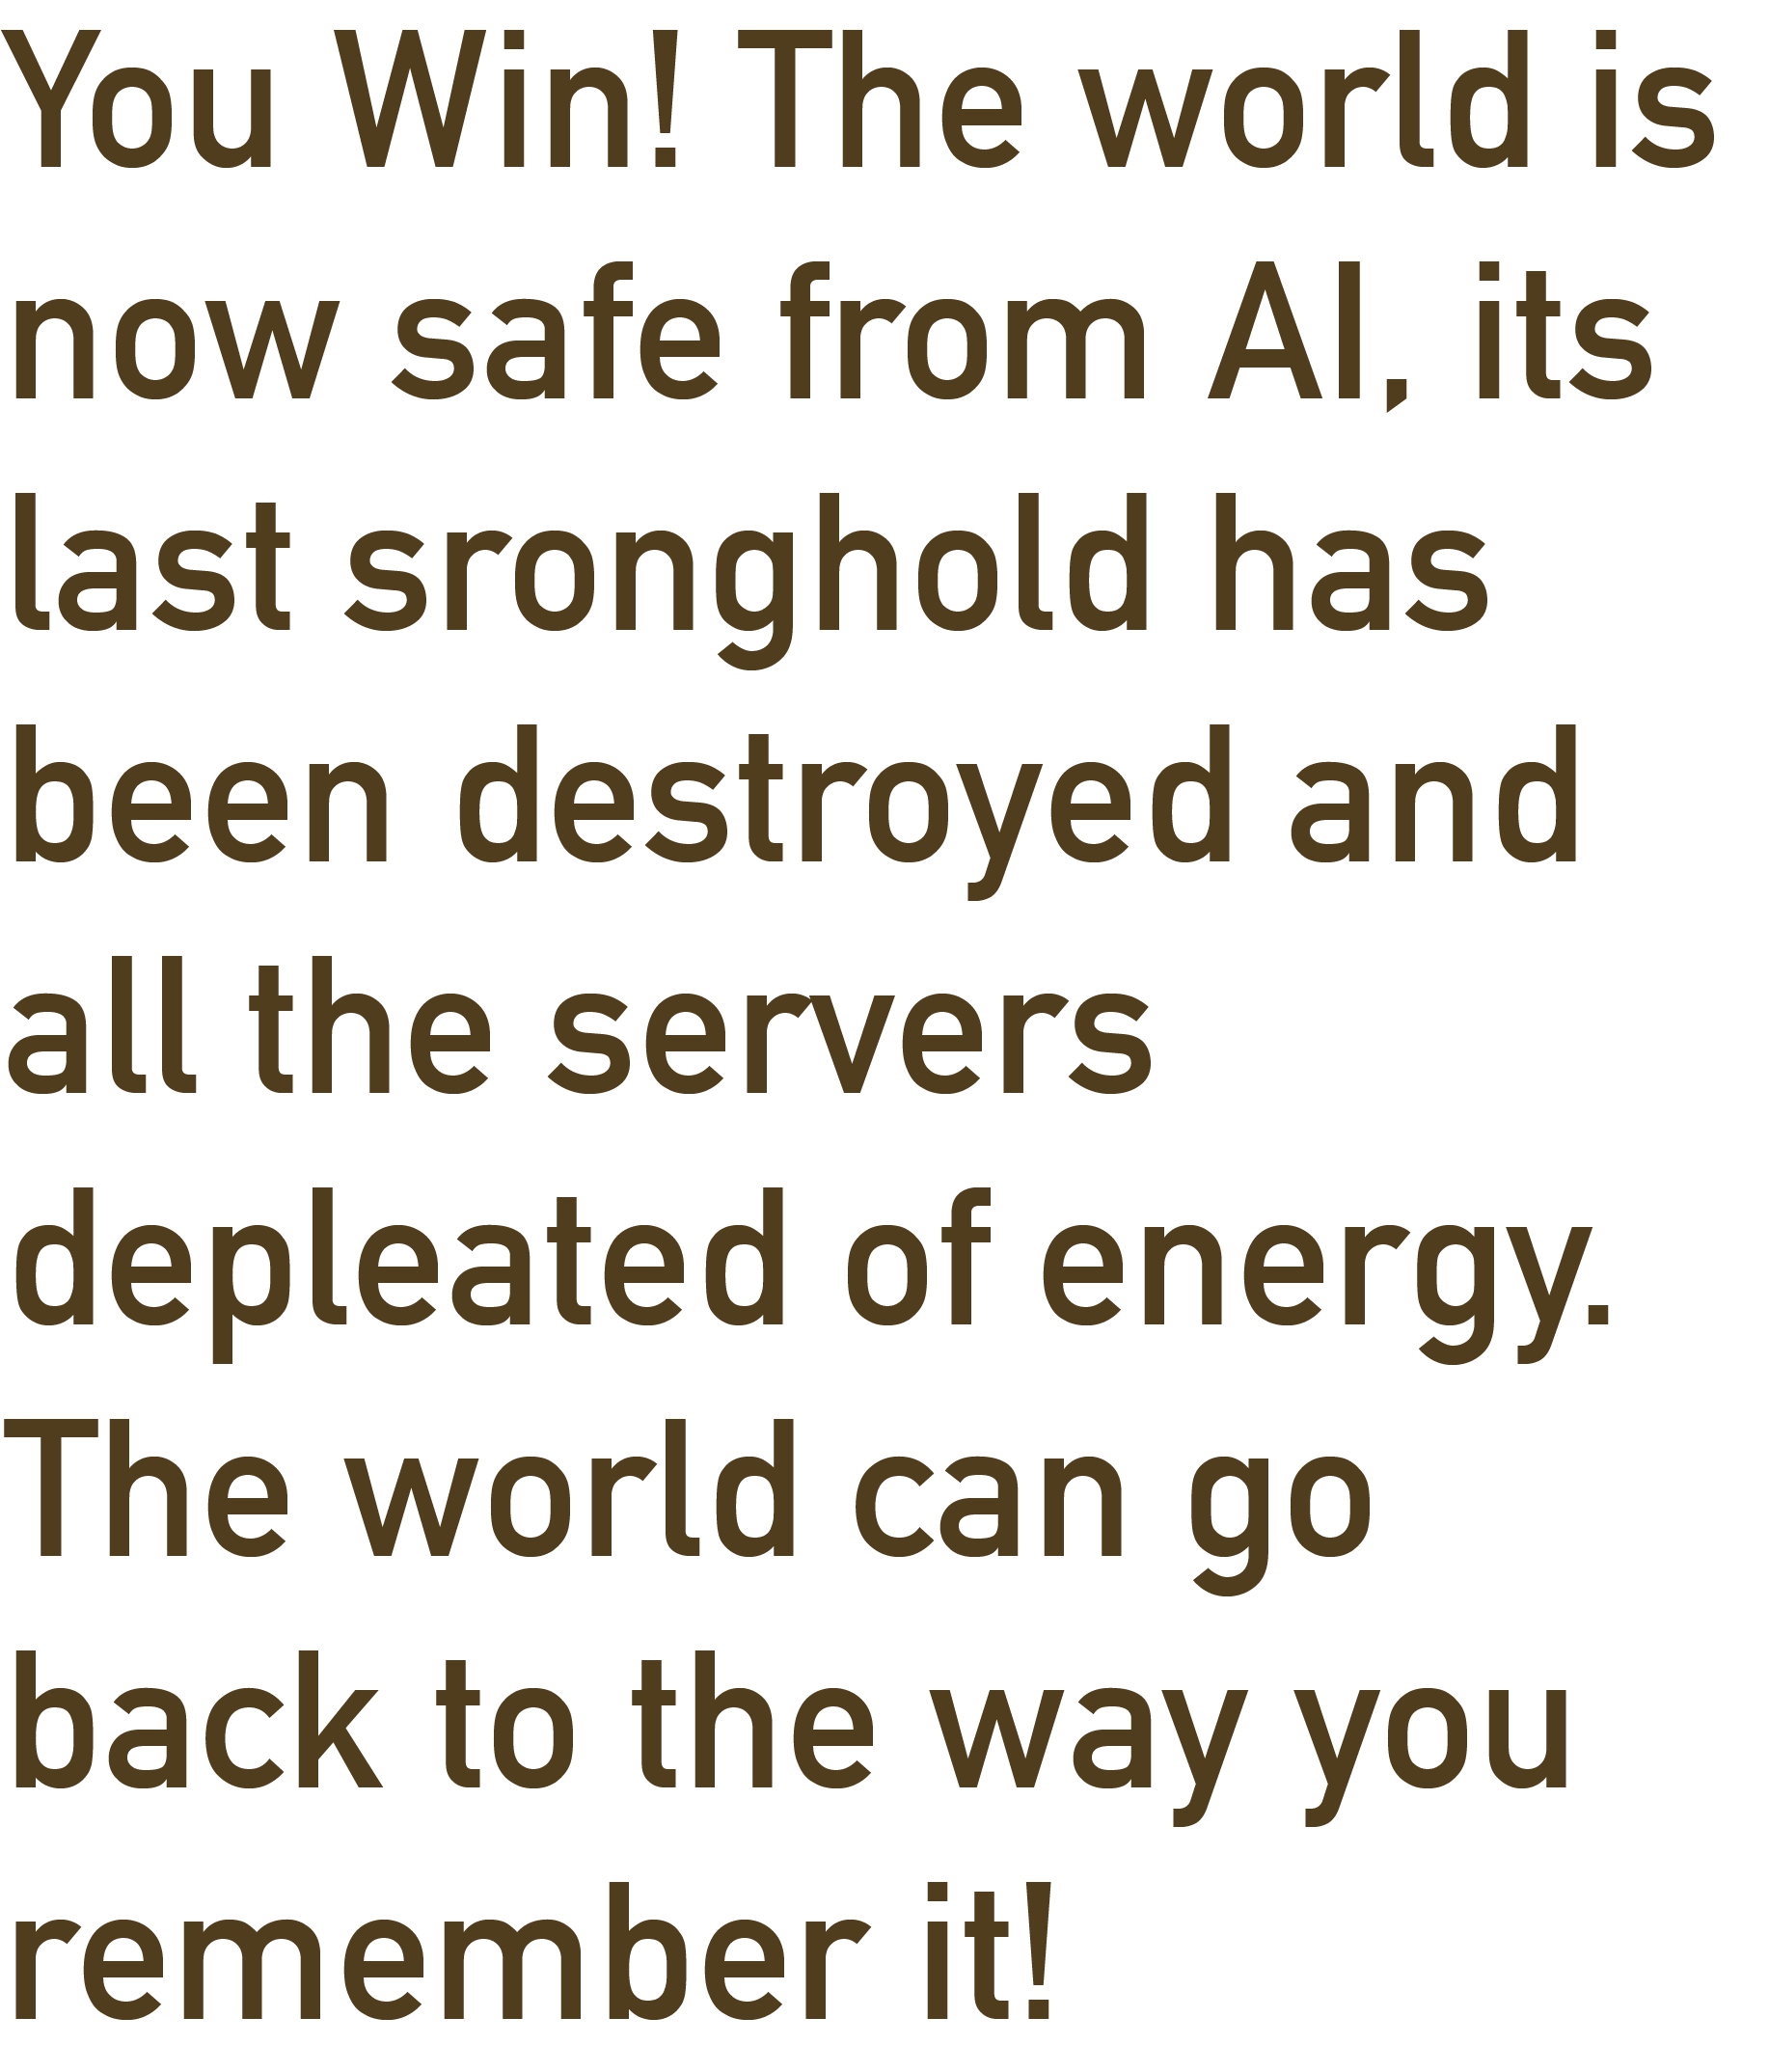 You Win! The world is
now safe from AI, its
last sronghold has
been destroyed and
all the servers
depleated of energy.
The world can go
back to the way you
remember it!